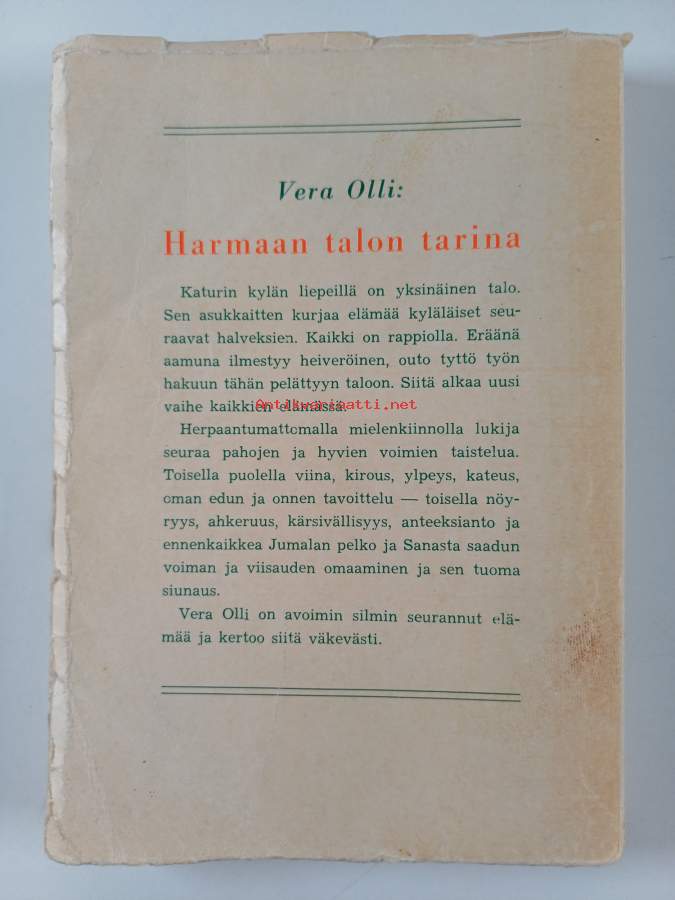 Vera Olli:
Harmaan talon tarina
Katurin kylän liepeillä on yksinäinen talo.
Sen asukkaitten kurjaa elämää kyläläiset seu-
raavat halveksien. Kaikki on rappiolla. Eräänä
aamuna ilmestyy heiveröinen, outo tyttö työn
hakuun tähän pelättyyn taloon. Siitä alkaa uusi
vaihe kaikkien elämässä.
Antikvariaatti.net
Herpaantumattomalla mielenkiinnolla lukija
seuraa pahojen ja hyvien voimien taistelua.
Toisella puolella viina, kirous, ylpeys, kateus,
oman edun ja onnen tavoittelu — toisella nöy-
ryys, ahkeruus, kärsivällisyys, anteeksianto ja
ennenkaikkea Jumalan pelko ja Sanasta saadun
voiman ja viisauden omaaminen ja sen tuoma
siunaus.
Vera Olli on avoimin silmin seurannut elä-
mää ja kertoo siitä väkevästi.